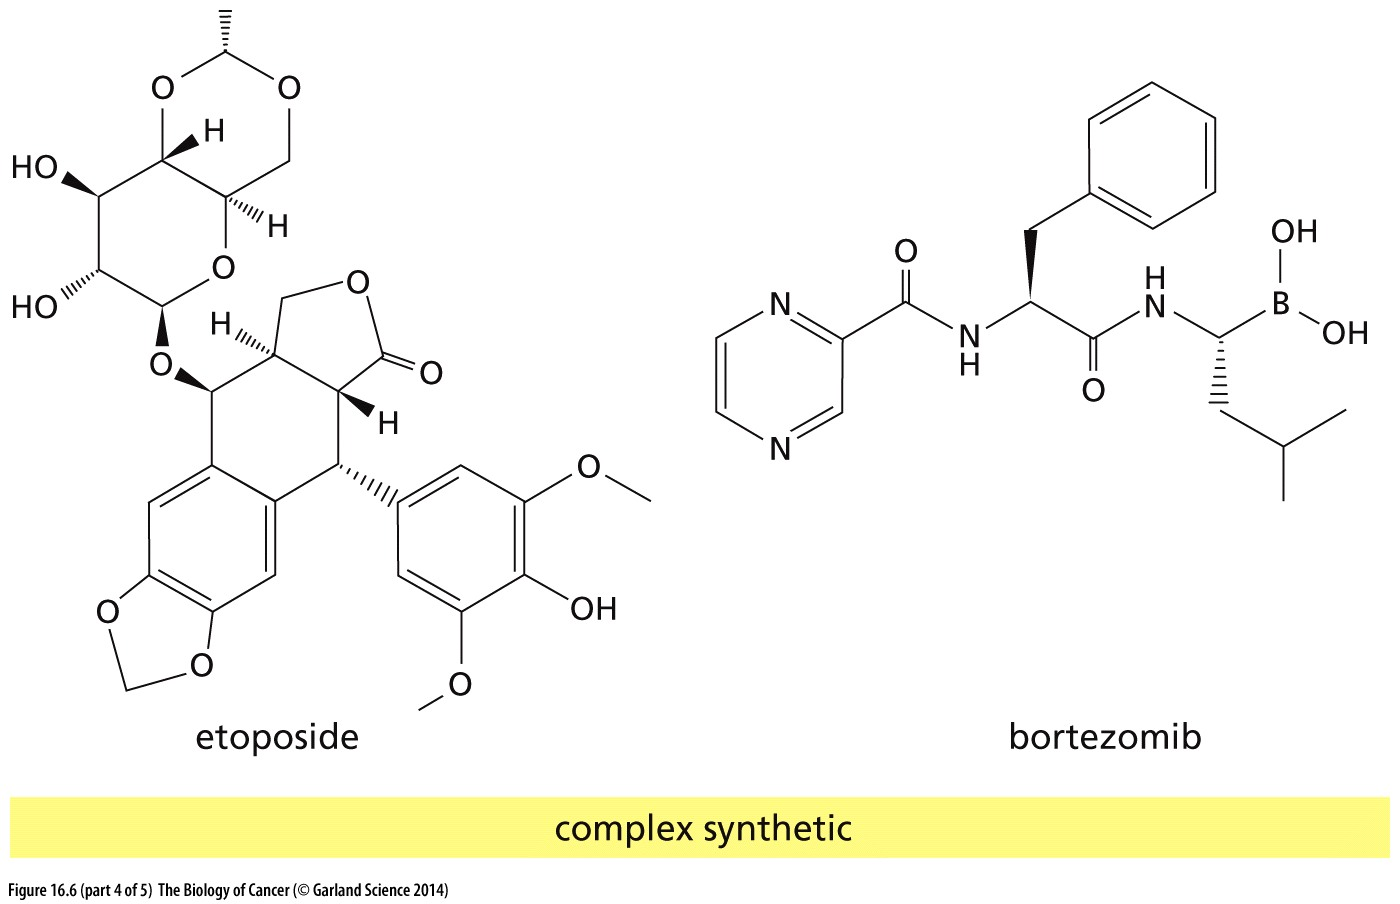 O O
H
HO
H
O
HO
O
H
O
O
H
O
OH
O
O
O
etoposide
O
N
N
N
H
O
H
N
B
OH
OH
bortezomib
complex synthetic
Figure 16.6 (part 4 of 5) The Biology of Cancer (© Garland Science 2014)